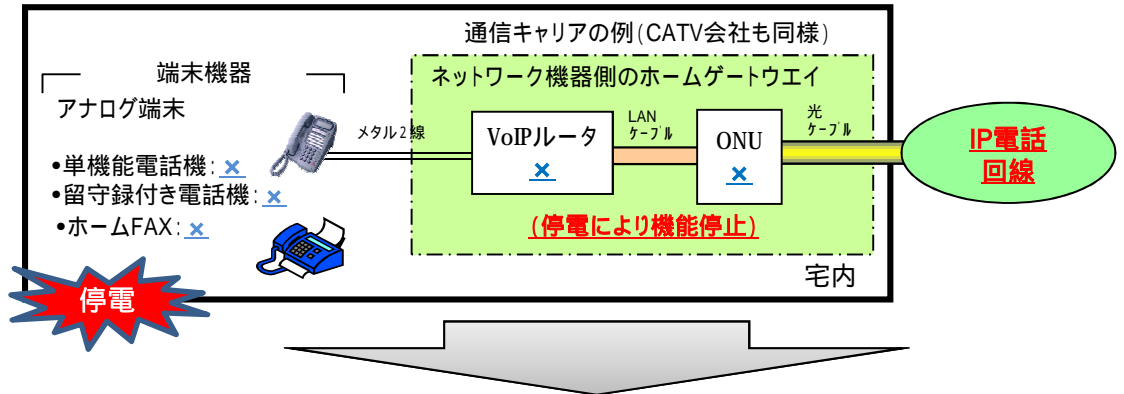 通信キャリアの例(CATV会社も同様)
端末機器
ネットワーク機器側のホームゲートウエイ
アナログ端末
メタル2線
VoIPルータ
×
LAN
ケーブル
ONU
×
光
ケーブル
IP電話
回線
•単機能電話機:×
•留守録付き電話機:×
•ホームFAX:×
(停電により機能停止)
宅内
停電